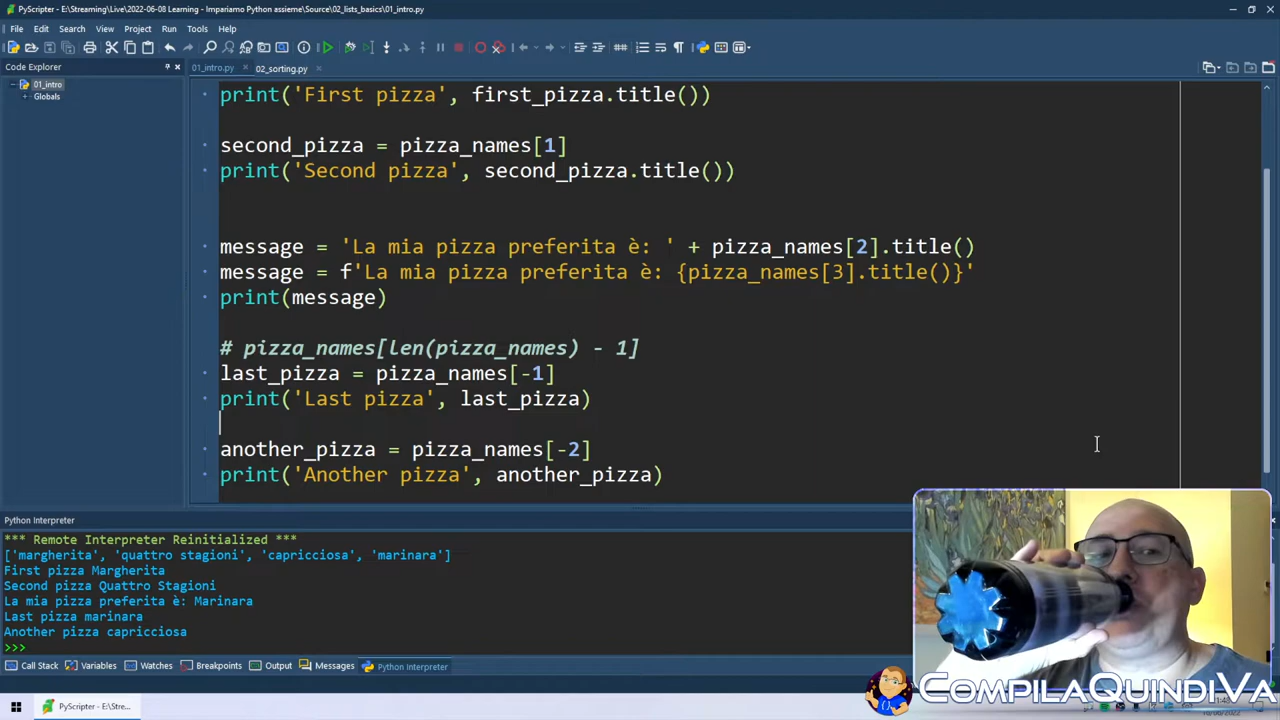 PyScripter - E:\Streaming\Live\2022-06-08 Learning - Impariamo Python assieme\Source\02_lists_basics\01_intro.py
File Edit Search View Project Run Tools Help
Code Explorer
01_intro
Globals
01_intro.py
02_sorting.py
print('First pizza', first_pizza.title())
second_pizza = pizza_names[1]
print('Second pizza', second_pizza.title())
message = 'La mia pizza preferita è: ' + pizza_names[2].title()
message = f'La mia pizza preferita è: {pizza_names[3].title()}'
print(message)
# pizza_names[len(pizza_names) - 1]
last_pizza = pizza_names[-1]
print('Last pizza', last_pizza)
another_pizza = pizza_names[-2]
print('Another pizza', another_pizza)
Python Interpreter
*** Remote Interpreter Reinitialized ***
['margherita', 'quattro stagioni', 'capricciosa', 'marinara']
First pizza Margherita
Second pizza Quattro Stagioni
La mia pizza preferita è: Marinara
Last pizza marinara
Another pizza capricciosa
>>>
Call Stack Variables Watches Breakpoints Output Messages Python Interpreter
CompilaQuindiVa
PyScripter - E:\Stre...